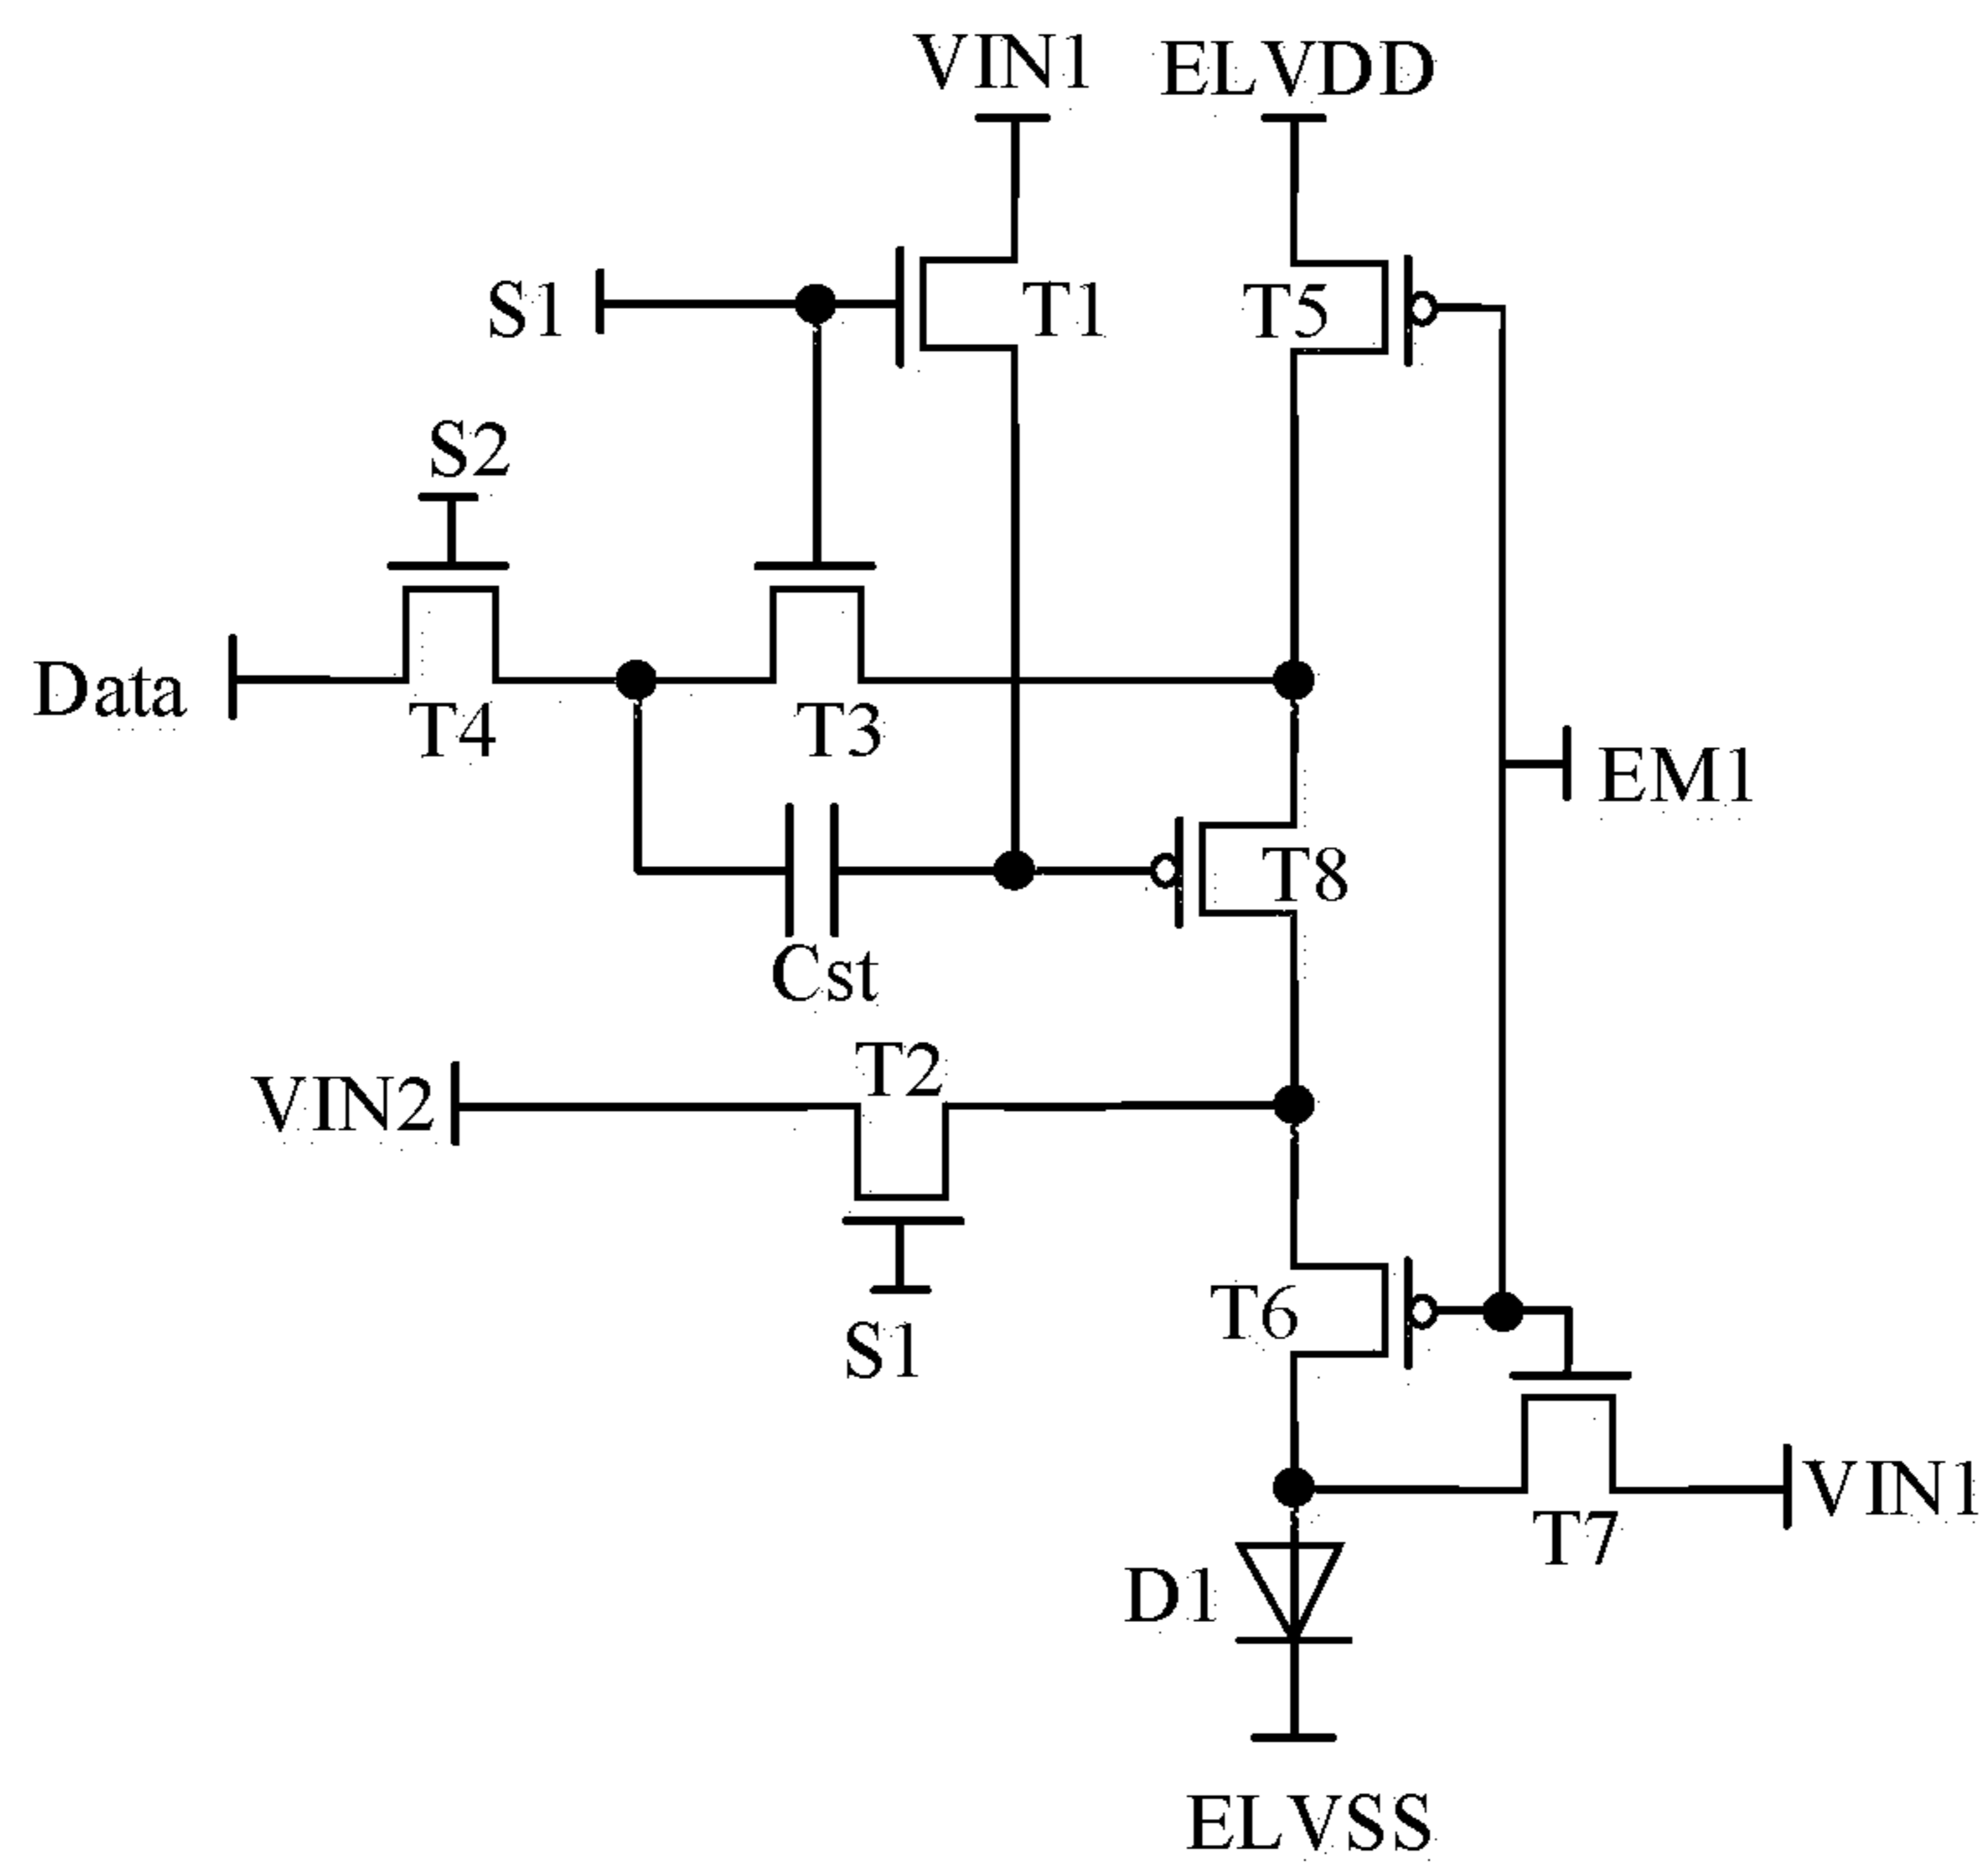 VIN1 ELVDD
S1 T1 T5
S2
Data T4 T3
EM1
T8
Cst
T2
VIN2
T6
S1
VIN1
T7
D1
ELVSS